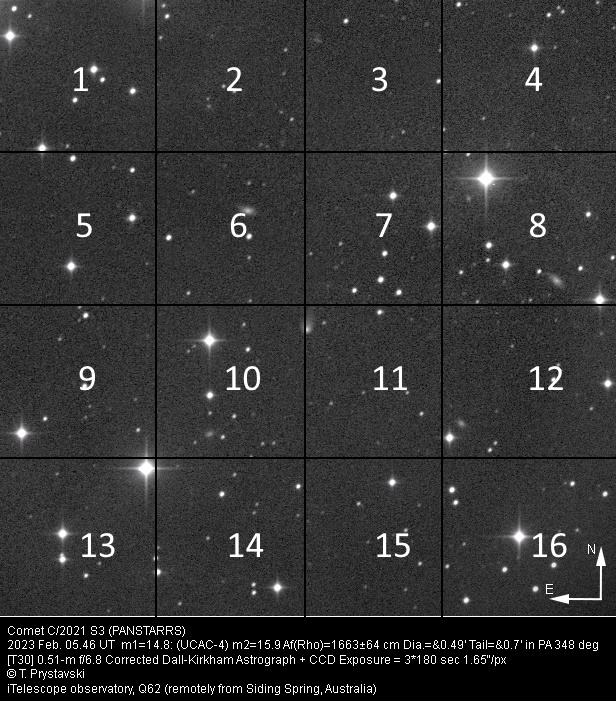 1 2 3 4
5 6 7 8
9 10 11 12
13 14 15 16
N
E
Comet C/2021 S3 (PANSTARRS)
2023 Feb. 05.46 UT m1=14.8: (UCAC-4) m2=15.9 Af(Rho)=1663±64 cm Dia.=&0.49' Tail=&0.7' in PA 348 deg
[T30] 0.51-m f/6.8 Corrected Dall-Kirkham Astrograph + CCD Exposure = 3*180 sec 1.65"/px
© T. Prystavski
iTelescope observatory, Q62 (remotely from Siding Spring, Australia)